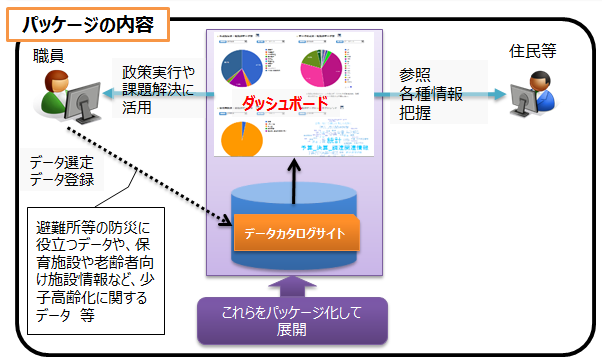 パッケージの内容
職員
政策実行や
課題解決に
活用
ダッシュボード
参照
各種情報
把握
住民等
統計
データ選定
データ登録
データカタログサイト
避難所等の防災に
役立つデータや、保
育施設や老齢者向
け施設情報など、少
子高齢化に関する
データ 等
これらをパッケージ化して
展開